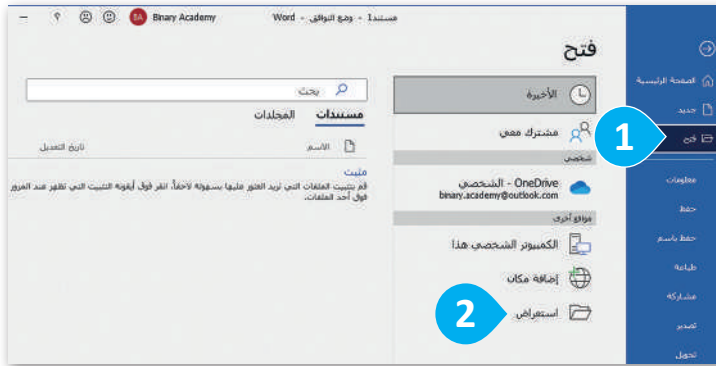 مستند1 - وضع التوافق - Word
Binary Academy
BA
؟
فتح
الصفحة الرئيسية
جديد
فتح
معلومات
حفظ
حفظ باسم
طباعة
مشاركة
تصدير
تحويل
1
الأخيرة
مشترك معي
شخصي
OneDrive - الشخصي
binary.academy@outlook.com
مواقع أخرى
الكمبيوتر الشخصي هذا
إضافة مكان
استعراض
2
بحث
مستندات المجلدات
الاسم تاريخ التعديل
مثبت
قم بتثبيت الملفات التي تريد العثور عليها بسهولة لاحقاً. انقر فوق أيقونة التثبيت التي تظهر عند المرور
فوق أحد الملفات.